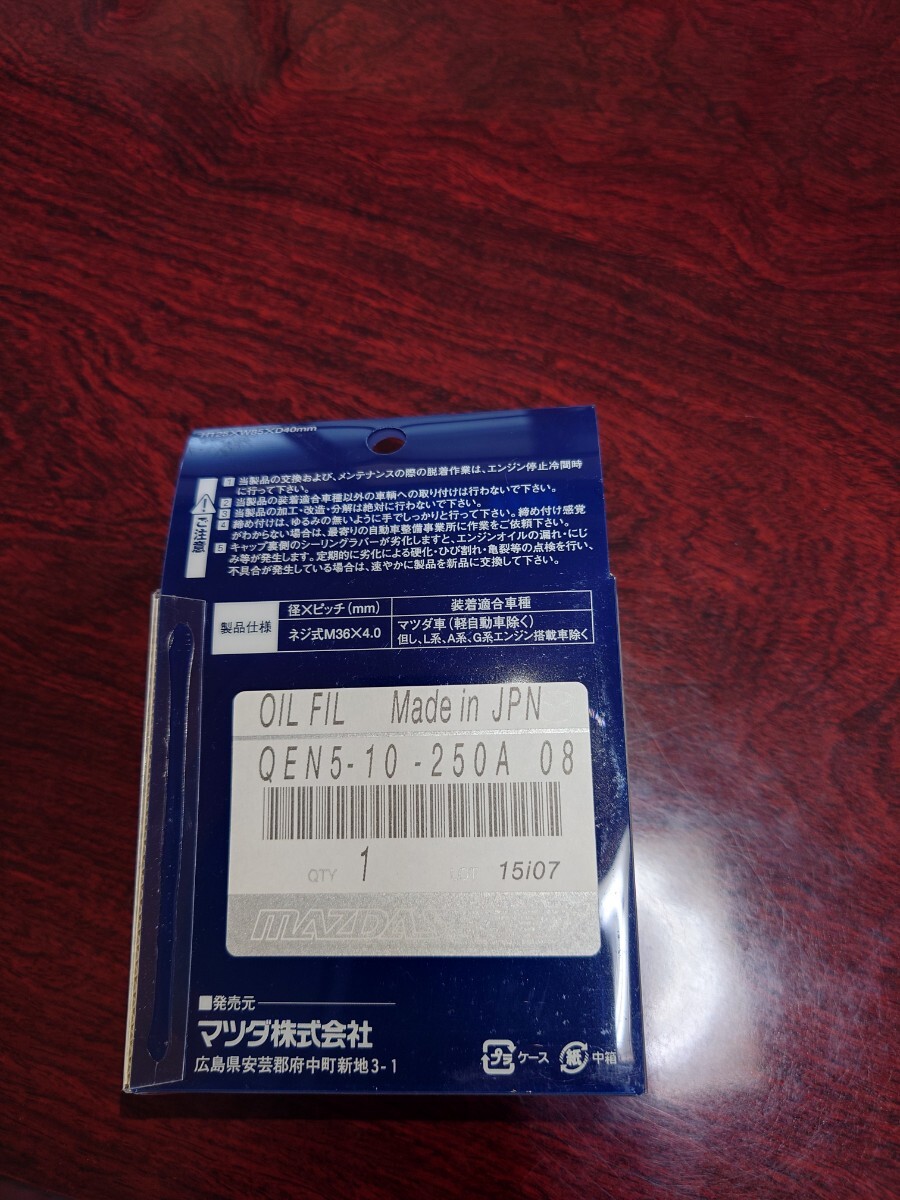 ×D40mm
ご注意
1 当製品の交換および、メンテナンスの際の脱着作業は、エンジン停止冷間時
に行って下さい。
2 当製品の装着適合車種以外の車輌への取り付けは行わないで下さい。
3 当製品の加工・改造・分解は絶対に行わないで下さい。
4 締め付けは、ゆるみの無いように手でしっかりと行って下さい。締め付け感覚
がわからない場合は、最寄りの自動車整備事業所に作業をご依頼下さい。
5 キャップ裏側のシーリングラバーが劣化しますと、エンジンオイルの漏れ・にじ
み等が発生します。定期的に劣化による硬化・ひび割れ・亀裂等の点検を行い、
不具合が発生している場合は、速やかに製品を新品に交換して下さい。
製品仕様
径×ピッチ(mm) 装着適合車種
ネジ式M36×4.0 マツダ車(軽自動車除く)
但し、L系、A系、G系エンジン搭載車除く
OIL FIL Made in JPN
QEN5-10 -250A 08
QTY 1 15i07
MAZDA
■発売元
マツダ株式会社
広島県安芸郡府中町新地3-1
プラ ケース 紙 中箱